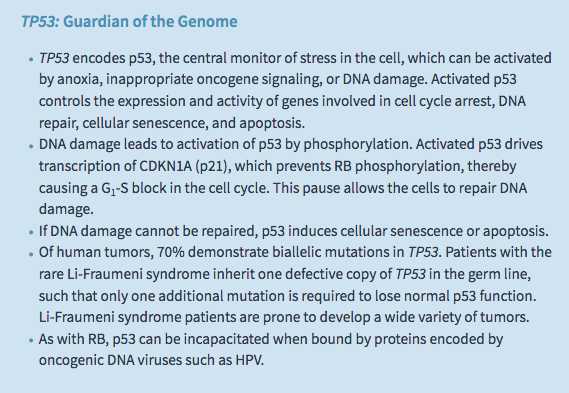 TP53: Guardian of the Genome
• TP53 encodes p53, the central monitor of stress in the cell, which can be activated
by anoxia, inappropriate oncogene signaling, or DNA damage. Activated p53
controls the expression and activity of genes involved in cell cycle arrest, DNA
repair, cellular senescence, and apoptosis.
• DNA damage leads to activation of p53 by phosphorylation. Activated p53 drives
transcription of CDKN1A (p21), which prevents RB phosphorylation, thereby
causing a G₁-S block in the cell cycle. This pause allows the cells to repair DNA
damage.
• If DNA damage cannot be repaired, p53 induces cellular senescence or apoptosis.
• Of human tumors, 70% demonstrate biallelic mutations in TP53. Patients with the
rare Li-Fraumeni syndrome inherit one defective copy of TP53 in the germ line,
such that only one additional mutation is required to lose normal p53 function.
Li-Fraumeni syndrome patients are prone to develop a wide variety of tumors.
• As with RB, p53 can be incapacitated when bound by proteins encoded by
oncogenic DNA viruses such as HPV.